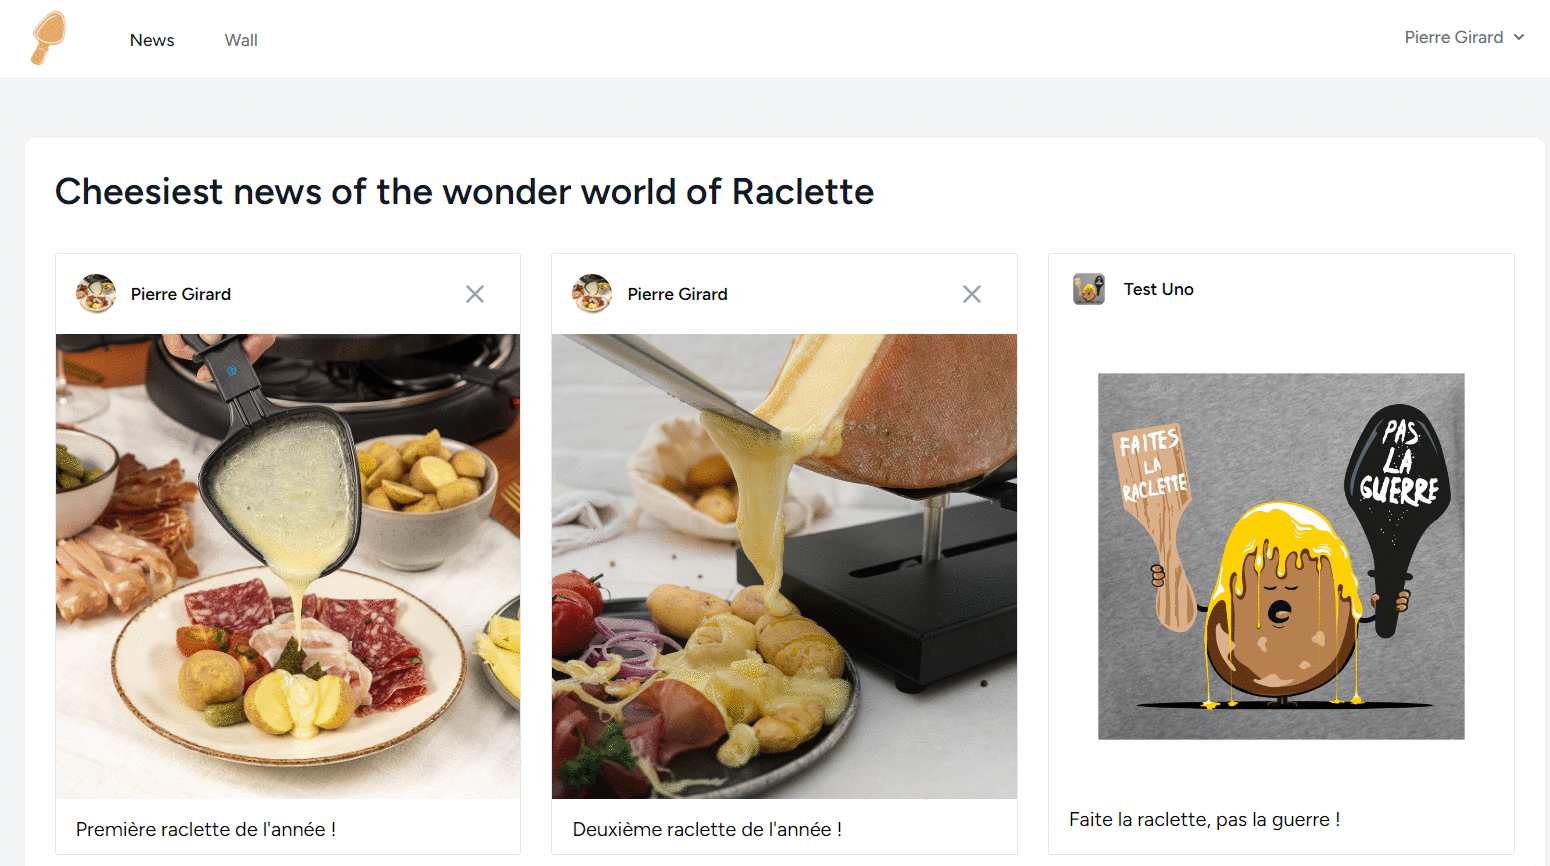 News
Wall
Pierre Girard
Cheesiest news of the wonder world of Raclette
Pierre Girard
Pierre Girard
Test Uno
FAITES
LA
RACLETTE
PAS
LA
GUERRE
Première raclette de l'année !
Deuxième raclette de l'année !
Faite la raclette, pas la guerre !